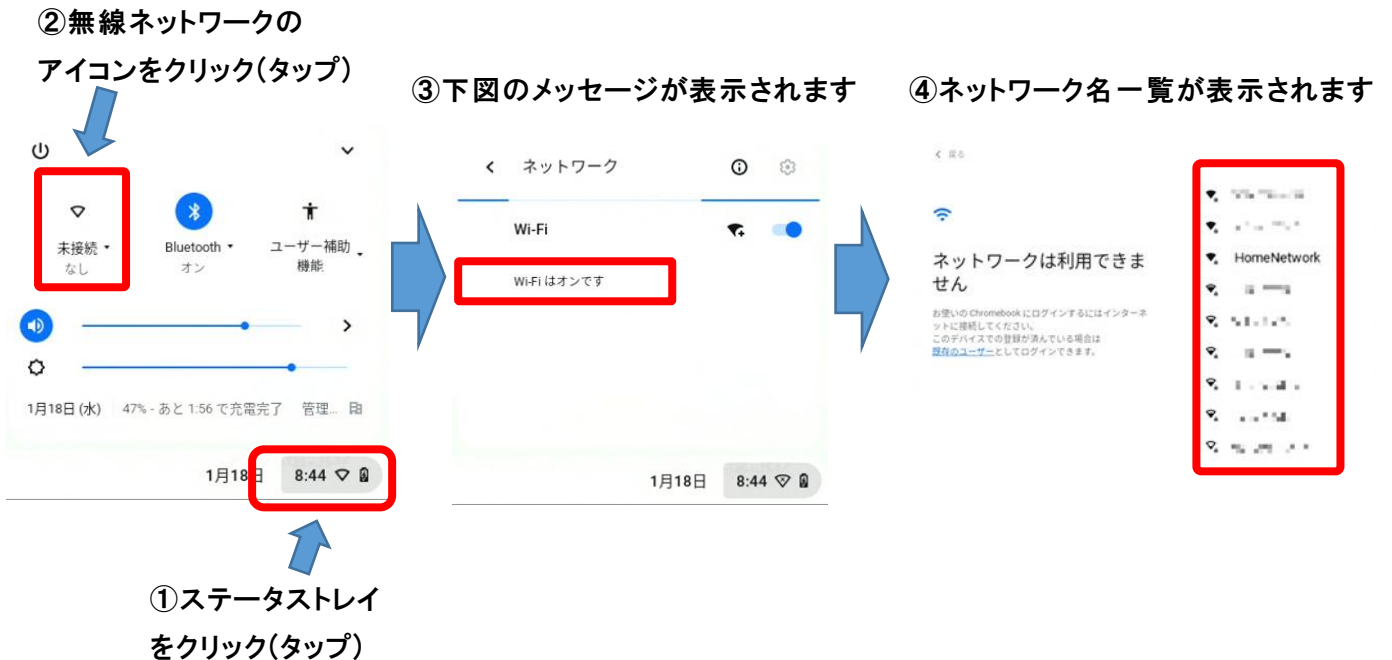 ②無線ネットワークの
アイコンをクリック(タップ)
③下図のメッセージが表示されます
④ネットワーク名一覧が表示されます
未接続
なし
Bluetooth
オン
ユーザー補助
機能
1月18日 (水)
47% - あと 1:56 で充電完了
管理...
1月18日
8:44
ネットワーク
Wi-Fi
Wi-Fi はオンです
1月18日
8:44
戻る
ネットワークは利用できま
せん
お使いの Chromebook にログインするにはインターネ
ットに接続してください。
このデバイスでの登録が済んでいる場合は
既存のユーザーとしてログインできます。
HomeNetwork
①ステータストレイ
をクリック(タップ)